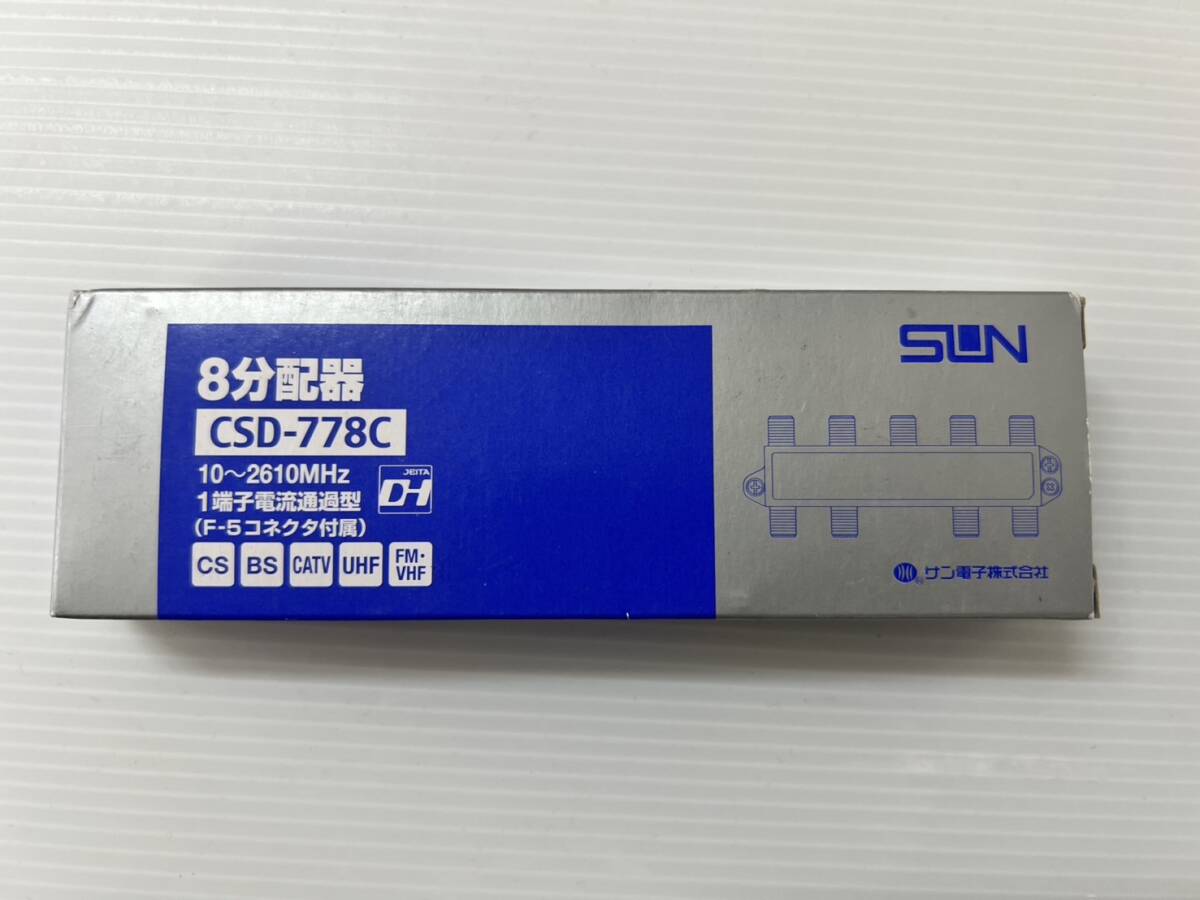 8分配器
CSD-778C
10～2610MHz
1端子電流通過型
(F-5コネクタ付属)
JEITA
DH
CS BS CATV UHF FM・VHF
SUN
サン電子株式会社